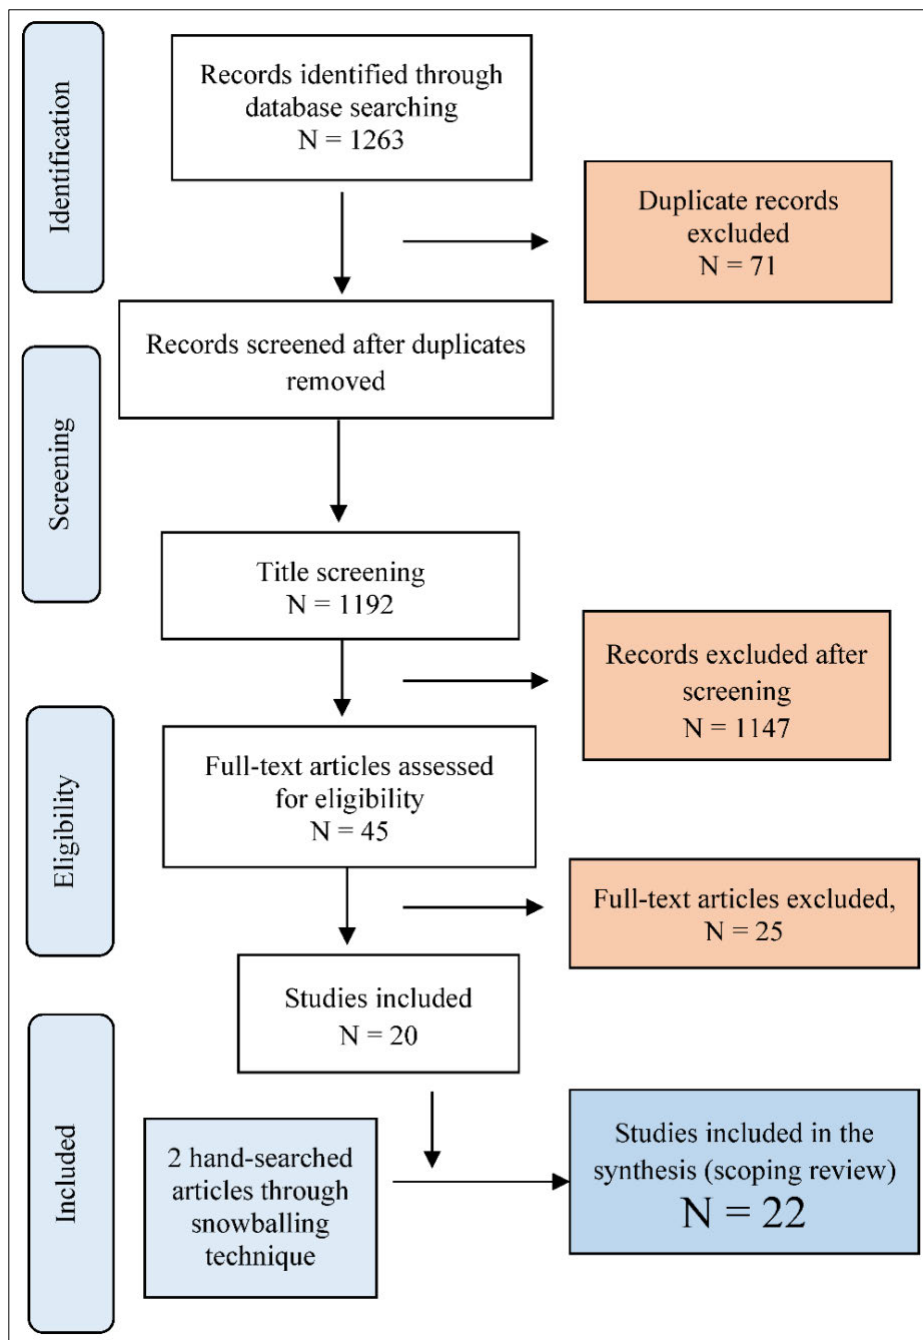 Identification
Records identified through
database searching
N = 1263
Duplicate records
excluded
N = 71
Records screened after duplicates
removed
Screening
Title screening
N = 1192
Records excluded after
screening
N = 1147
Eligibility
Full-text articles assessed
for eligibility
N = 45
Full-text articles excluded,
N = 25
Studies included
N = 20
Included
2 hand-searched
articles through
snowballing
technique
Studies included in the
synthesis (scoping review)
N = 22